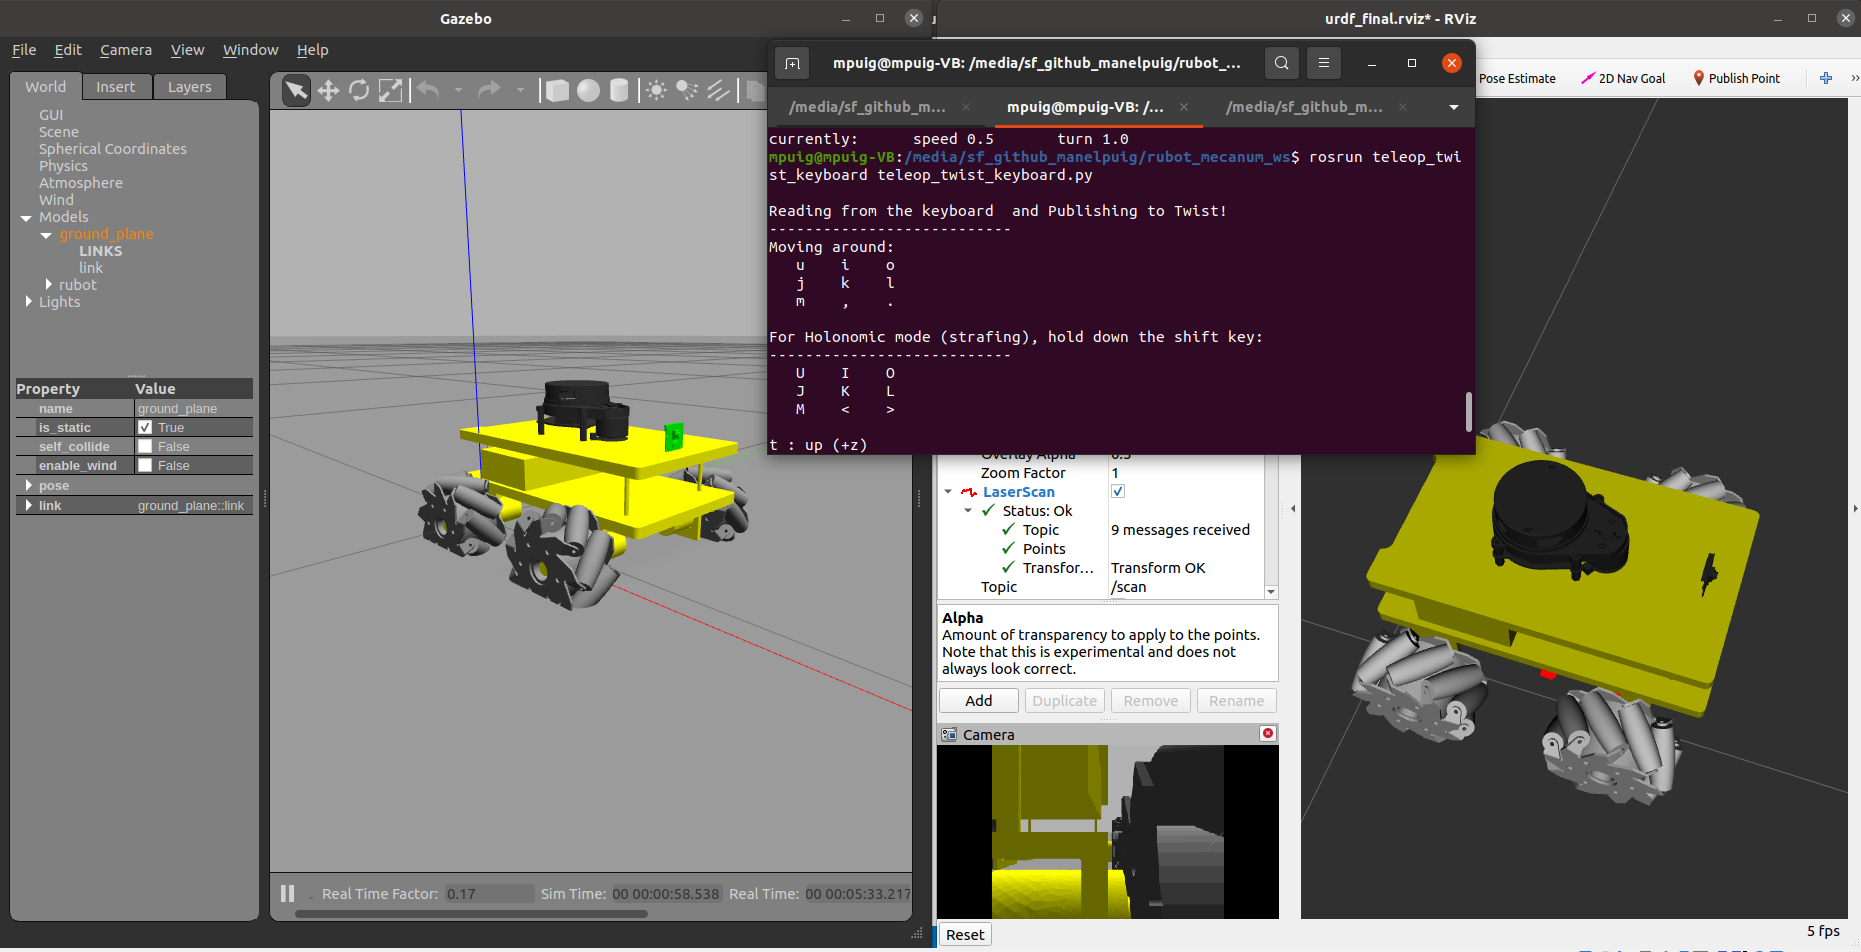 Gazebo
File Edit Camera View Window Help
World Insert Layers
GUI
Scene
Spherical Coordinates
Physics
Atmosphere
Wind
Models
ground_plane
LINKS
link
rubot
Lights
Property Value
name ground_plane
is_static True
self_collide False
enable_wind False
pose
link ground_plane::link
Real Time Factor: 0.17 Sim Time: 00 00:00:58.538 Real Time: 00 00:05:33.217
urdf_final.rviz* - RViz
Pose Estimate 2D Nav Goal Publish Point
mpuig@mpuig-VB: /media/sf_github_manelpuig/rubot_...
/media/sf_github_m... mpuig@mpuig-VB: /... /media/sf_github_m...
currently: speed 0.5 turn 1.0
mpuig@mpuig-VB:/media/sf_github_manelpuig/rubot_mecanum_ws$ rosrun teleop_twi
st_keyboard teleop_twist_keyboard.py
Reading from the keyboard and Publishing to Twist!
---------------------------
Moving around:
u i o
j k l
m , .
For Holonomic mode (strafing), hold down the shift key:
---------------------------
U I O
J K L
M < >
t : up (+z)
Overlay Alpha 0.5
Zoom Factor 1
LaserScan
Status: Ok
Topic 9 messages received
Points
Transfor... Transform OK
Topic /scan
Alpha
Amount of transparency to apply to the points.
Note that this is experimental and does not
always look correct.
Add Duplicate Remove Rename
Camera
Reset
5 fps